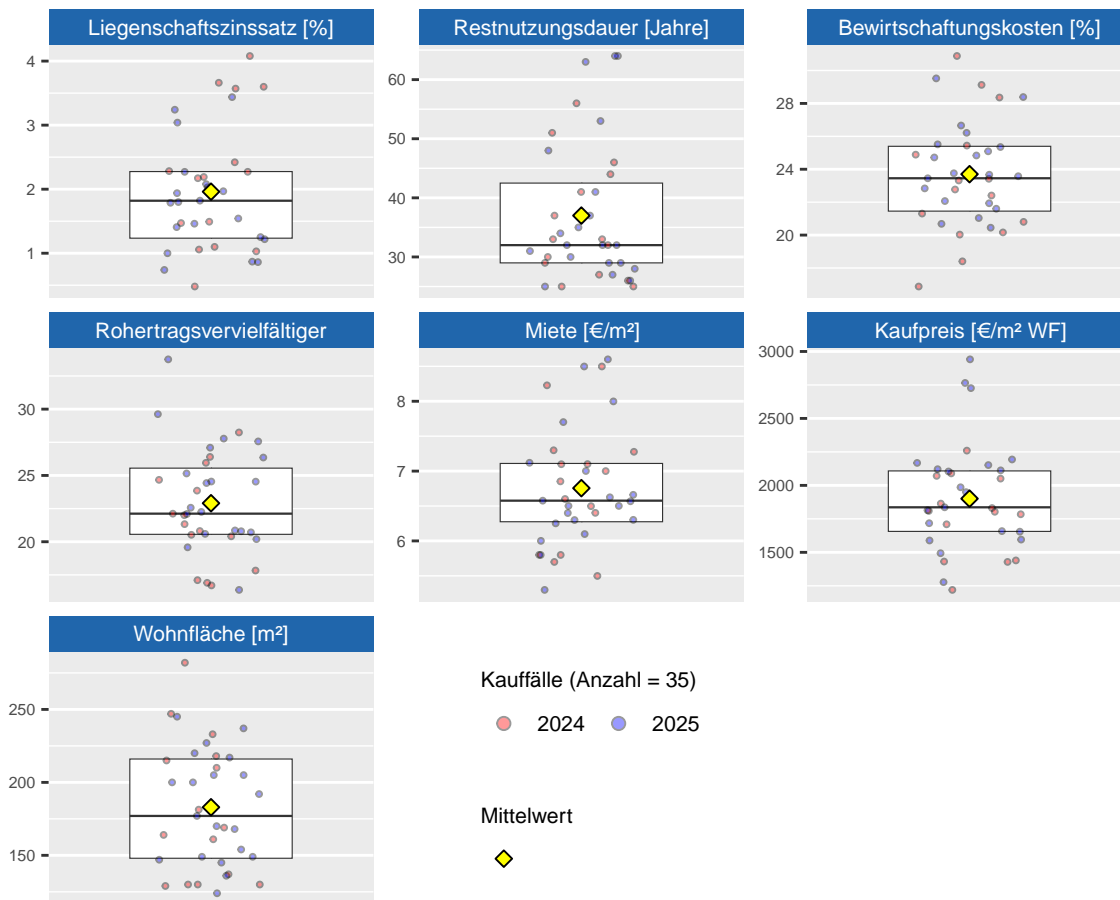 Liegenschaftszinssatz [%]
4
3
2
1
Restnutzungsdauer [Jahre]
60
50
40
30
Bewirtschaftungskosten [%]
28
24
20
Rohertragsvervielfältiger
30
25
20
Miete [€/m²]
8
7
6
Kaufpreis [€/m² WF]
3000
2500
2000
1500
Wohnfläche [m²]
250
200
150
Kauffälle (Anzahl = 35)
2024 2025
Mittelwert